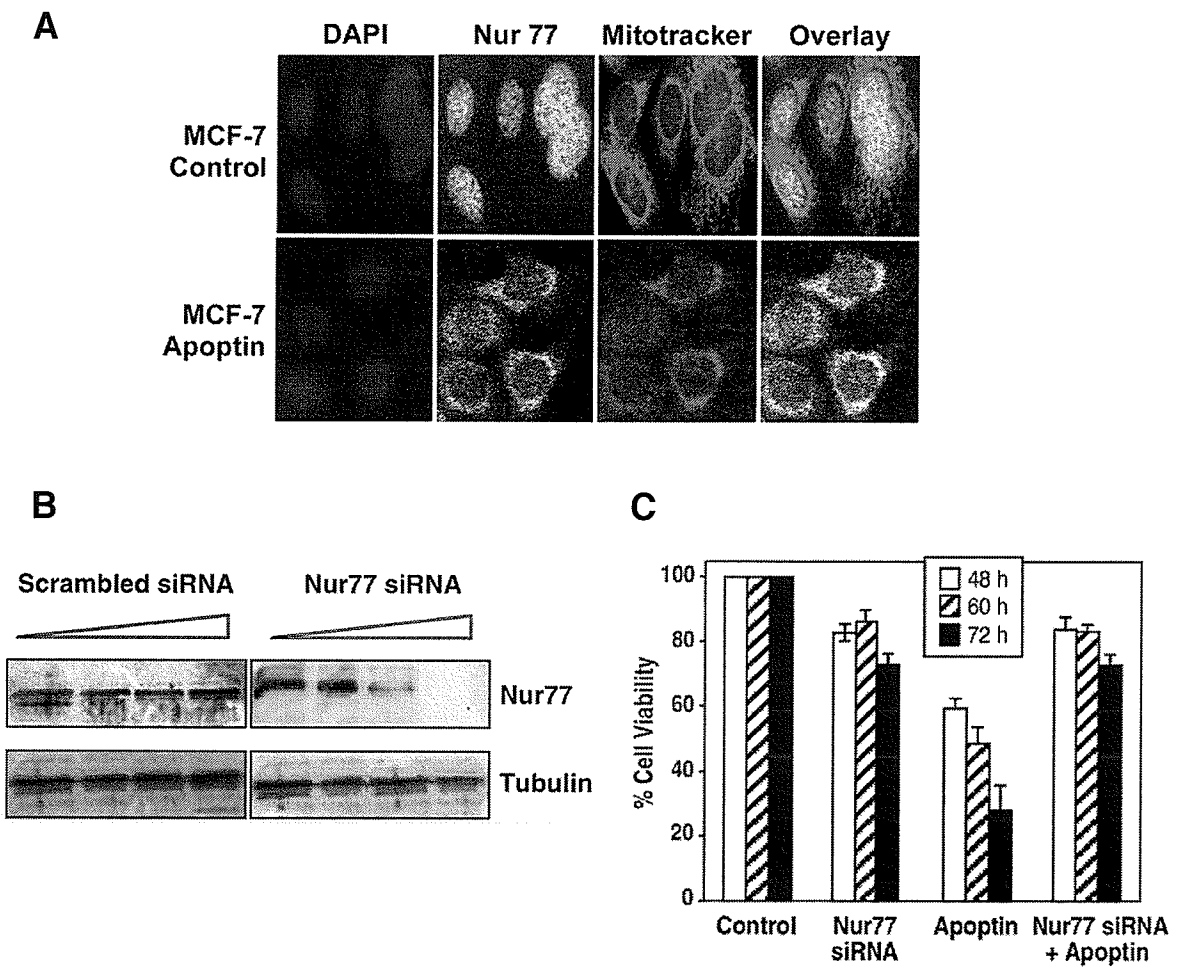 A
DAPI Nur 77 Mitotracker Overlay
MCF-7
Control
MCF-7
Apoptin
B
Scrambled siRNA Nur77 siRNA
Nur77
Tubulin
C
% Cell Viability
100
80
60
40
20
0
48 h
60 h
72 h
Control Nur77 siRNA Apoptin Nur77 siRNA + Apoptin